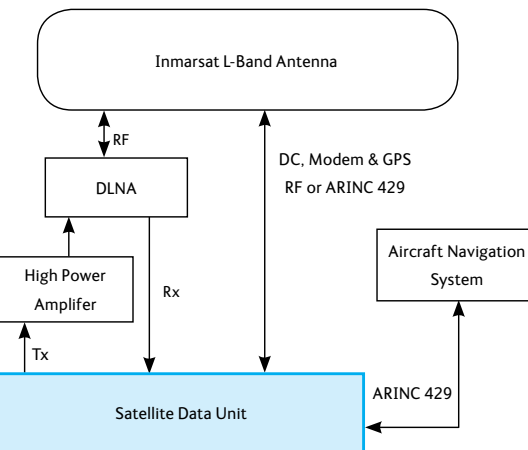 Inmarsat L-Band Antenna
RF
DC, Modem & GPS
RF or ARINC 429
DLNA
Aircraft Navigation
System
High Power
Amplifer
Rx
Tx
ARINC 429
Satellite Data Unit